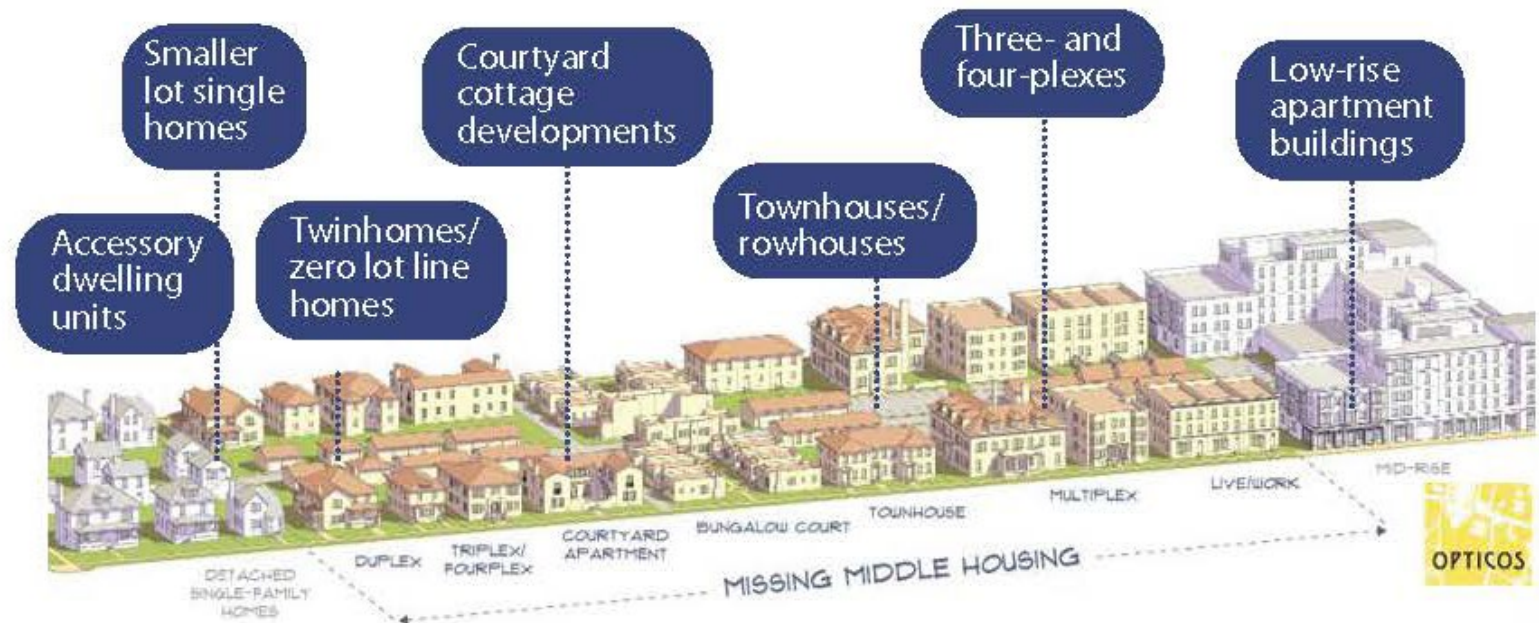 Smaller
lot single
homes
Courtyard
cottage
developments
Three- and
four-plexes
Low-rise
apartment
buildings
Accessory
dwelling
units
Twinhomes/
zero lot line
homes
Townhouses/
rowhouses
DETACHED
SINGLE-FAMILY
HOMES
DUPLEX
TRIPLEX/
FOURPLEX
COURTYARD
APARTMENT
BUNGALOW COURT
TOWNHOUSE
MULTIPLEX
LIVE/WORK
MID-RISE
MISSING MIDDLE HOUSING
OPTICOS